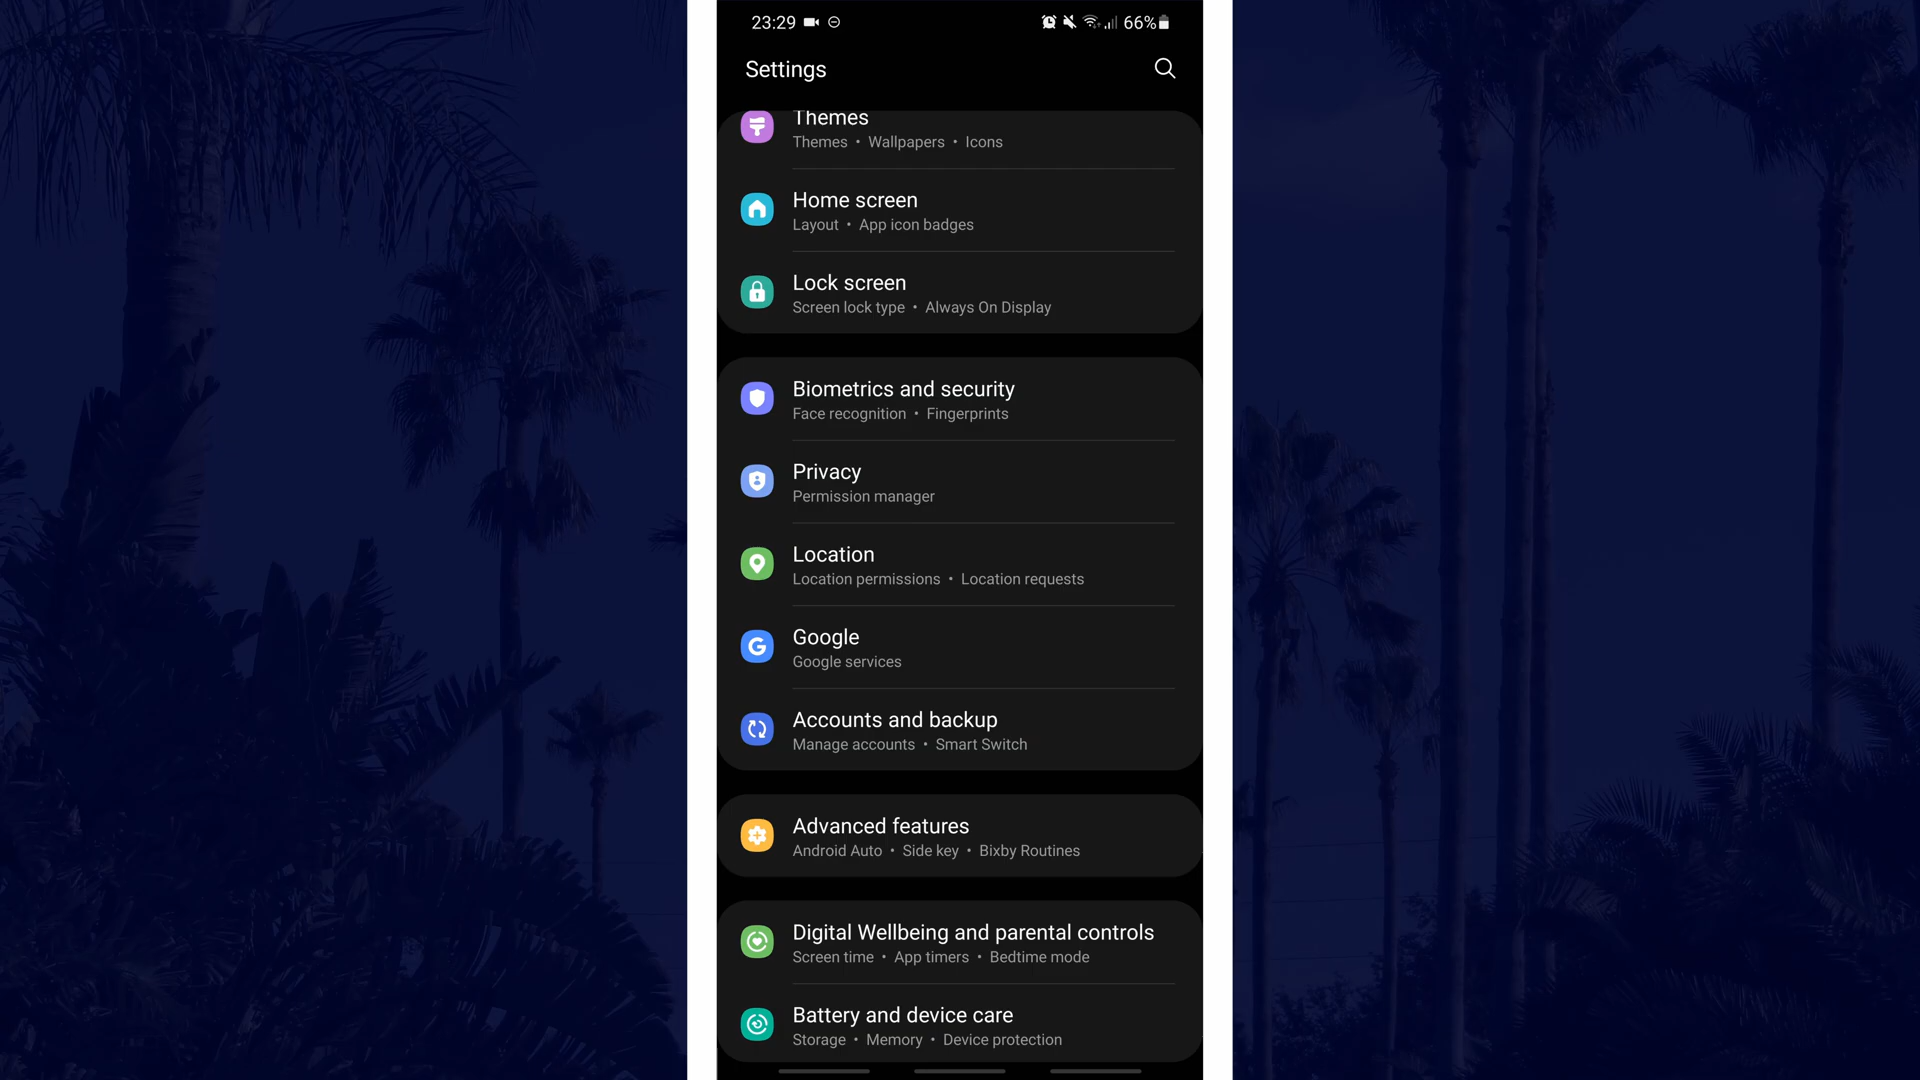 23:29
66%
Settings
Themes
Themes • Wallpapers • Icons
Home screen
Layout • App icon badges
Lock screen
Screen lock type • Always On Display
Biometrics and security
Face recognition • Fingerprints
Privacy
Permission manager
Location
Location permissions • Location requests
Google
Google services
Accounts and backup
Manage accounts • Smart Switch
Advanced features
Android Auto • Side key • Bixby Routines
Digital Wellbeing and parental controls
Screen time • App timers • Bedtime mode
Battery and device care
Storage • Memory • Device protection